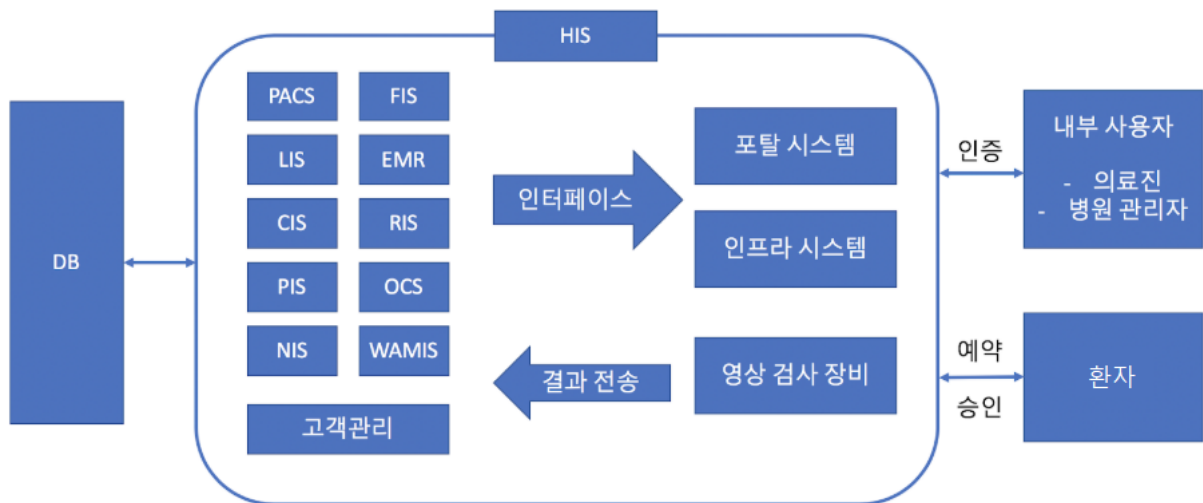 HIS
DB
PACS
FIS
LIS
EMR
CIS
RIS
PIS
OCS
NIS
WAMIS
고객관리
인터페이스
결과 전송
포탈 시스템
인프라 시스템
영상 검사 장비
인증
내부 사용자
- 의료진
- 병원 관리자
예약
승인
환자